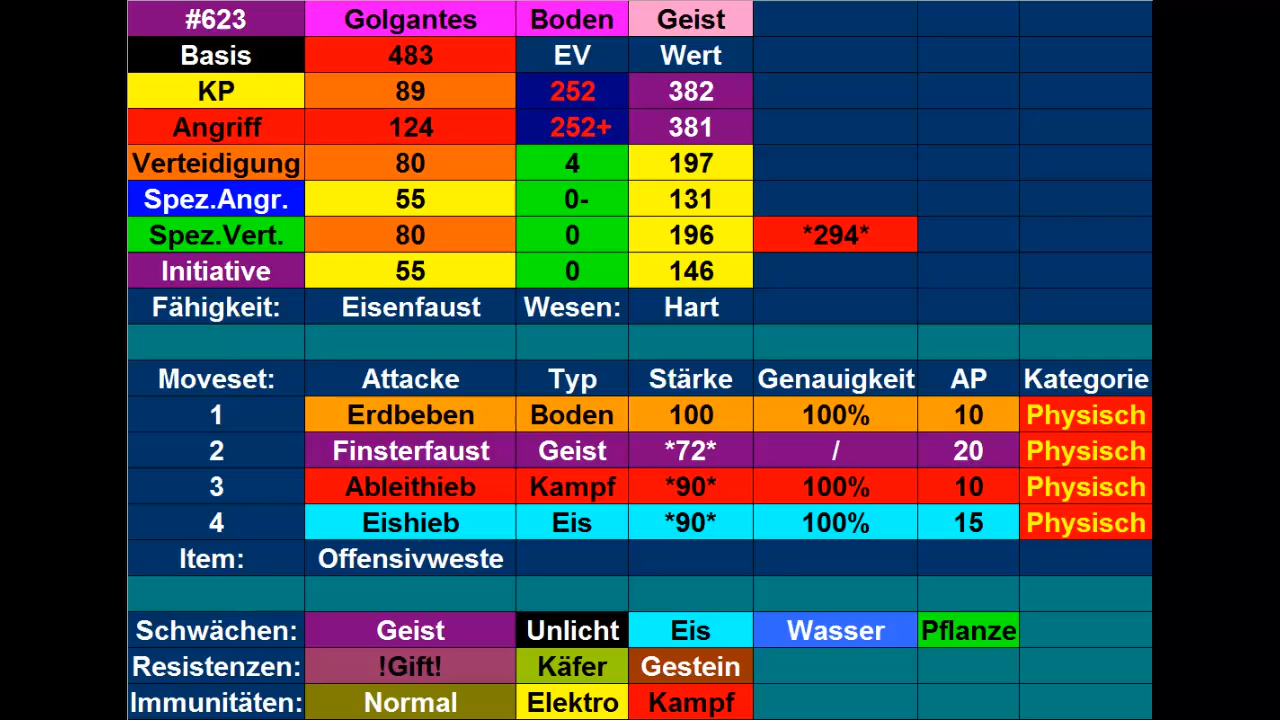 #623 Golgantes Boden Geist
Basis 483 EV Wert
KP 89 252 382
Angriff 124 252+ 381
Verteidigung 80 4 197
Spez.Angr. 55 0- 131
Spez.Vert. 80 0 196 *294*
Initiative 55 0 146
Fähigkeit: Eisenfaust Wesen: Hart
Moveset: Attacke Typ Stärke Genauigkeit AP Kategorie
1 Erdbeben Boden 100 100% 10 Physisch
2 Finsterfaust Geist *72* / 20 Physisch
3 Ableithieb Kampf *90* 100% 10 Physisch
4 Eishieb Eis *90* 100% 15 Physisch
Item: Offensivweste
Schwächen: Geist Unlicht Eis Wasser Pflanze
Resistenzen: !Gift! Käfer Gestein
Immunitäten: Normal Elektro Kampf